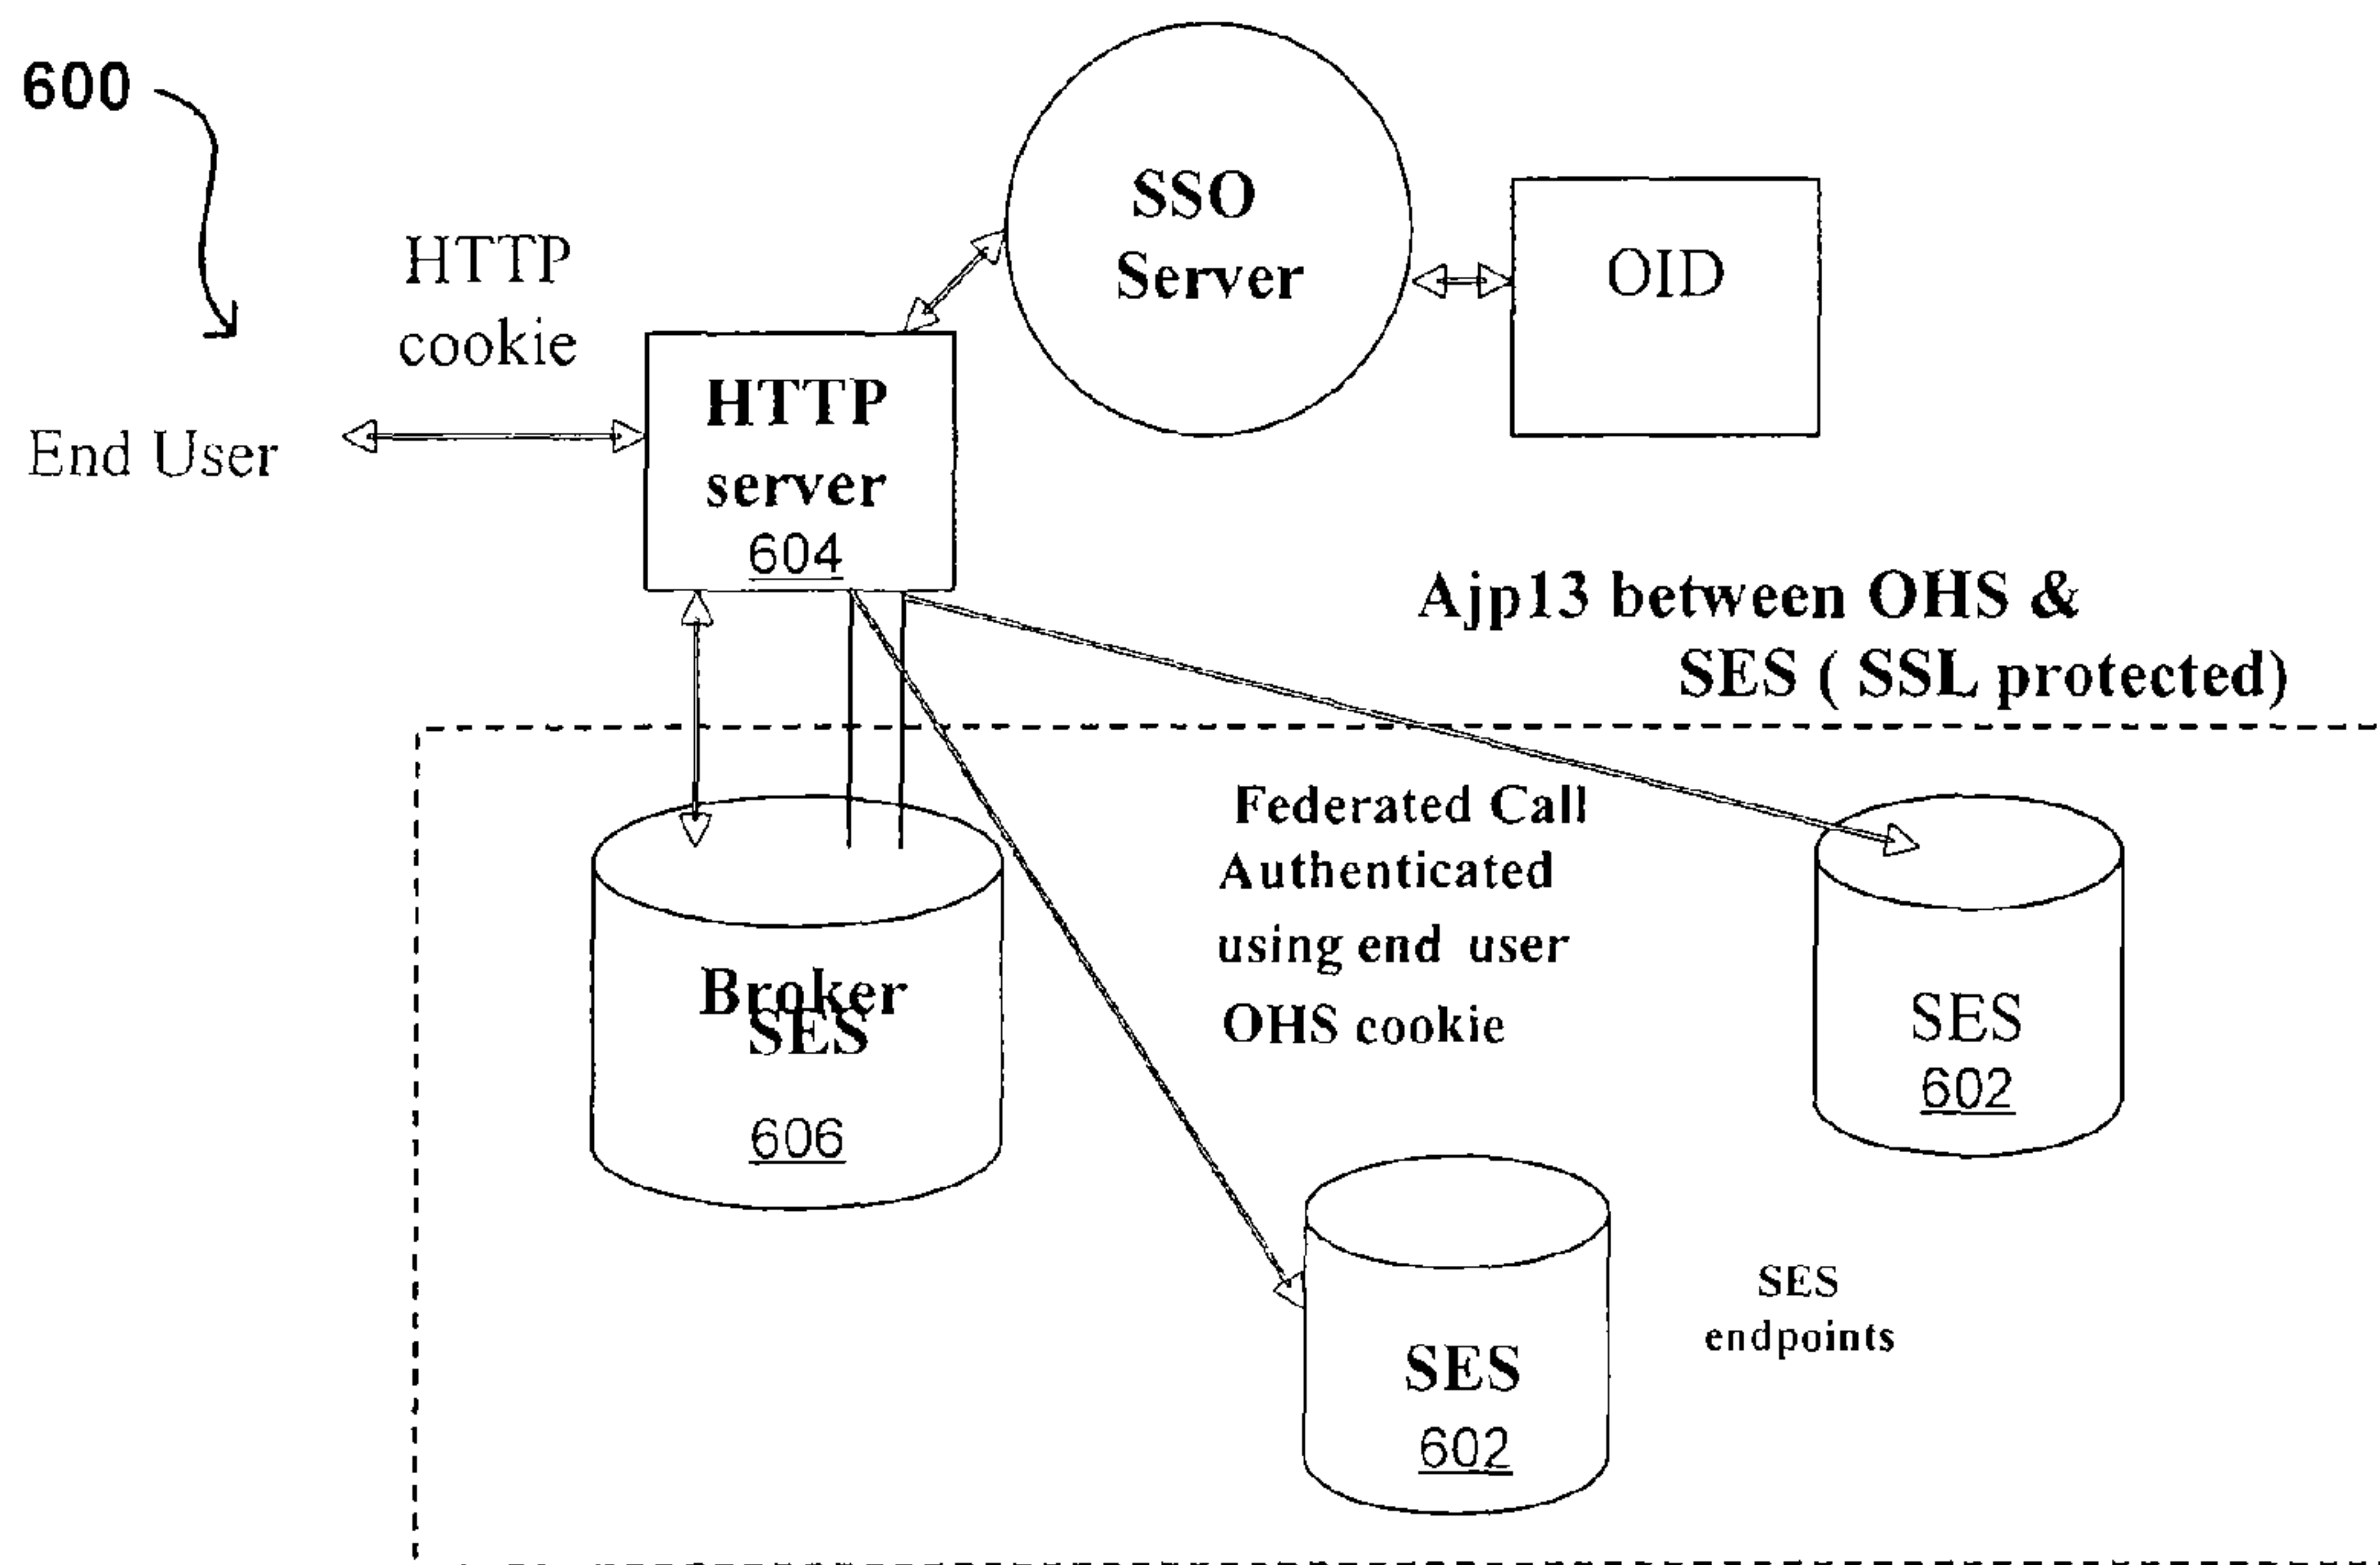 600
HTTP
cookie
End User
SSO
Server
OID
HTTP
server
604
Ajp13 between OHS &
SES ( SSL protected)
Federated Call
Authenticated
using end user
OHS cookie
Broker
SES
606
SES
602
SES
602
SES
endpoints